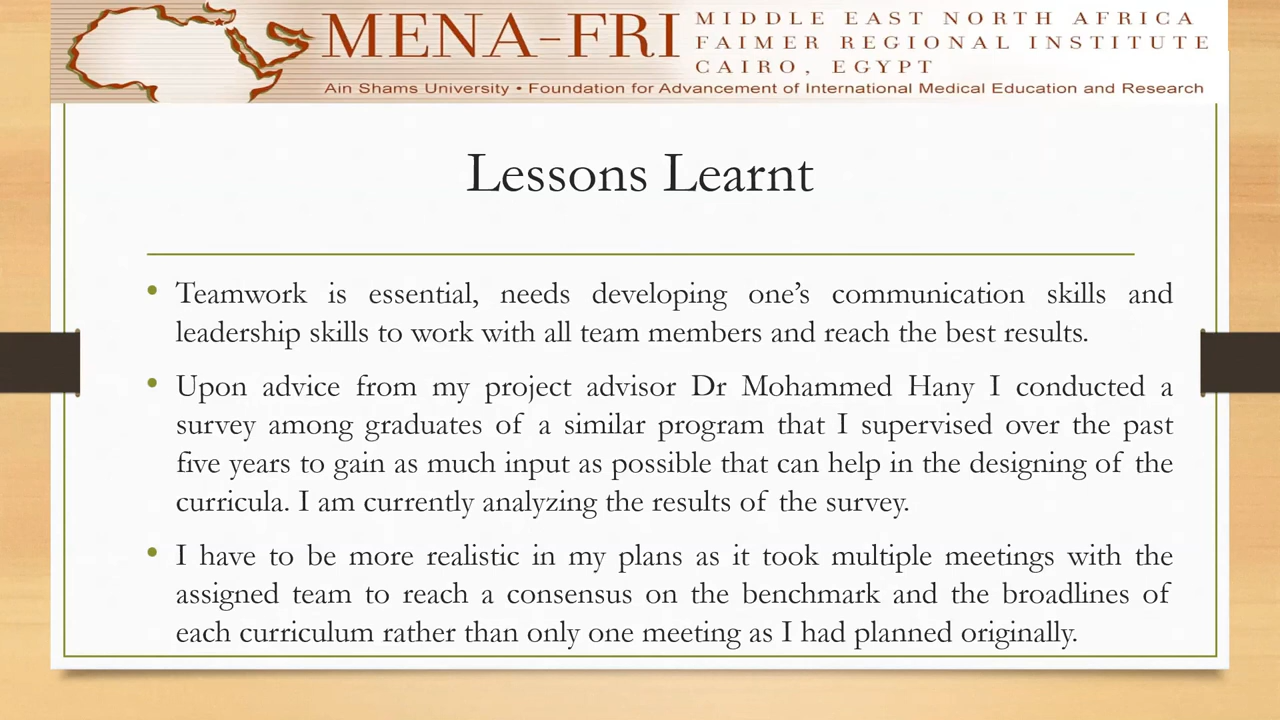 MENA-FRI
MIDDLE EAST NORTH AFRICA
FAIMER REGIONAL INSTITUTE
CAIRO, EGYPT
Ain Shams University • Foundation for Advancement of International Medical Education and Research
Lessons Learnt
• Teamwork is essential, needs developing one’s communication skills and
leadership skills to work with all team members and reach the best results.
• Upon advice from my project advisor Dr Mohammed Hany I conducted a
survey among graduates of a similar program that I supervised over the past
five years to gain as much input as possible that can help in the designing of the
curricula. I am currently analyzing the results of the survey.
• I have to be more realistic in my plans as it took multiple meetings with the
assigned team to reach a consensus on the benchmark and the broadlines of
each curriculum rather than only one meeting as I had planned originally.